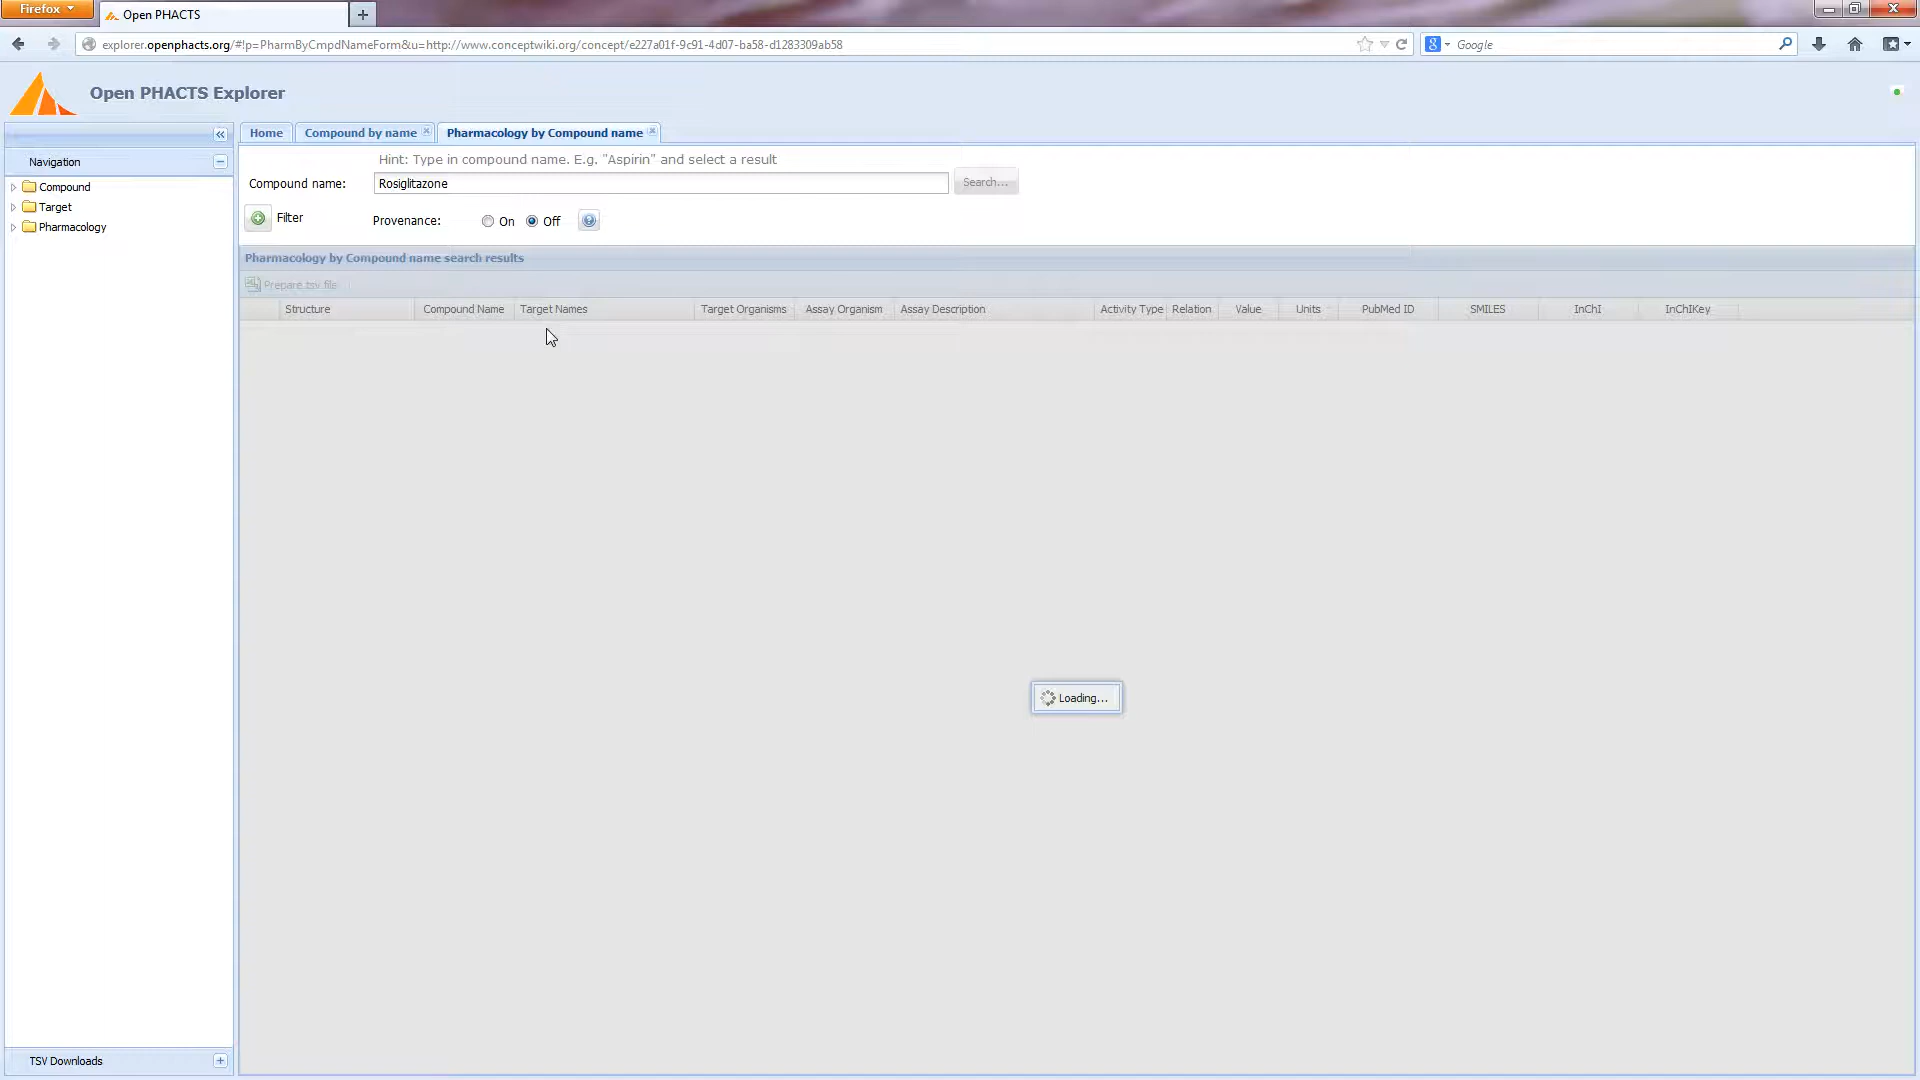 Firefox
Open PHACTS
explorer.openphacts.org/#!p=PharmByCmpdNameForm&u=http://www.conceptwiki.org/concept/e227a01f-9c91-4d07-ba58-d1283309ab58
Google
Open PHACTS Explorer
Home
Compound by name
Pharmacology by Compound name
Navigation
Compound
Target
Pharmacology
Hint: Type in compound name. E.g. "Aspirin" and select a result
Compound name:
Rosiglitazone
Search...
Filter
Provenance:
On
Off
Pharmacology by Compound name search results
Prepare tsv file
Structure
Compound Name
Target Names
Target Organisms
Assay Organism
Assay Description
Activity Type
Relation
Value
Units
PubMed ID
SMILES
InChI
InChIKey
Loading...
TSV Downloads